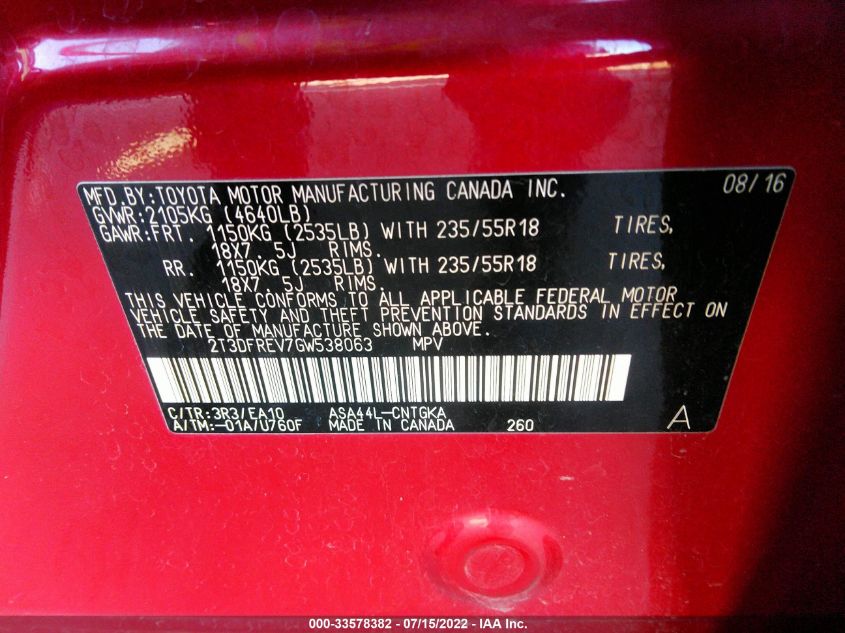 MFD.BY:TOYOTA MOTOR MANUFACTURING CANADA INC. 08/16
GVWR:2105KG (4640LB)
GAWR:FRT. 1150KG (2535LB) WITH 235/55R18 TIRES,
18X7. 5J RIMS.
RR. 1150KG (2535LB) WITH 235/55R18 TIRES,
18X7. 5J RIMS.
THIS VEHICLE CONFORMS TO ALL APPLICABLE FEDERAL MOTOR
VEHICLE SAFETY AND THEFT PREVENTION STANDARDS IN EFFECT ON
THE DATE OF MANUFACTURE SHOWN ABOVE.
2T3DFREV7GW538063 MPV
C/TR:3R3/EA10 ASA44L-CNTGKA
A/TM:-01A/U760F MADE IN CANADA 260 A
000-33578382 - 07/15/2022 - IAA Inc.